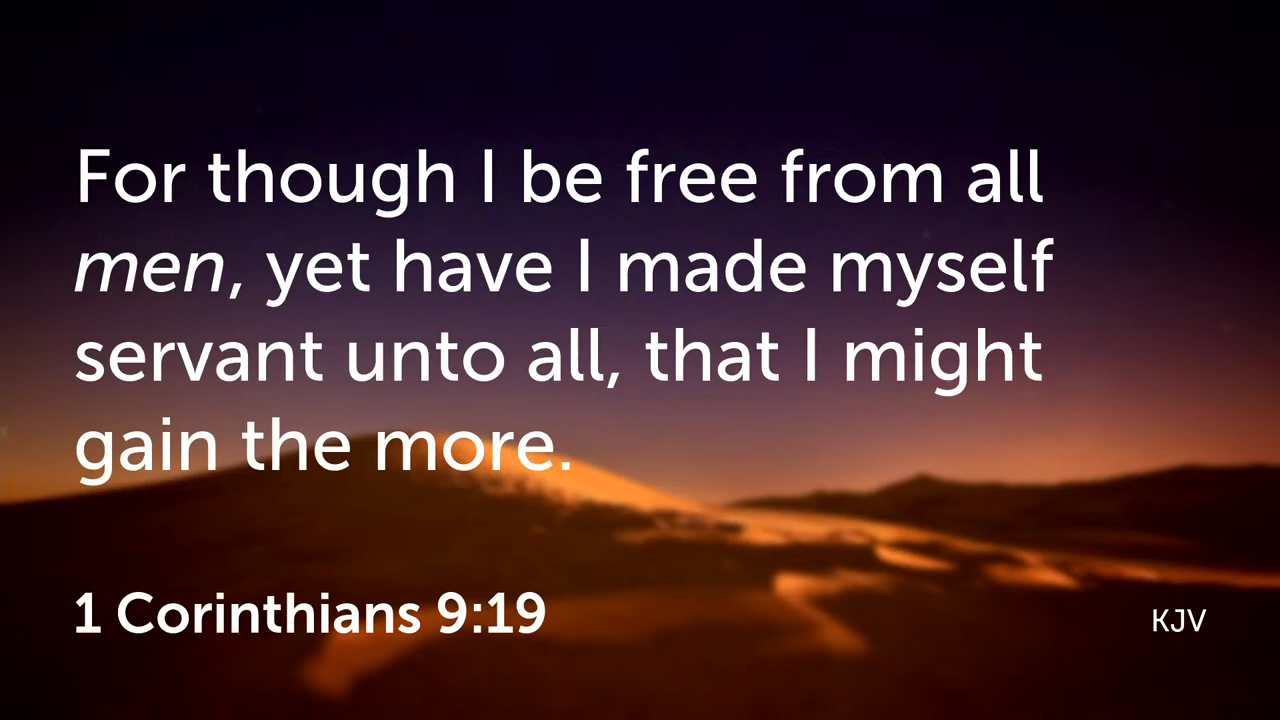 For though I be free from all
men, yet have I made myself
servant unto all, that I might
gain the more.
1 Corinthians 9:19
KJV